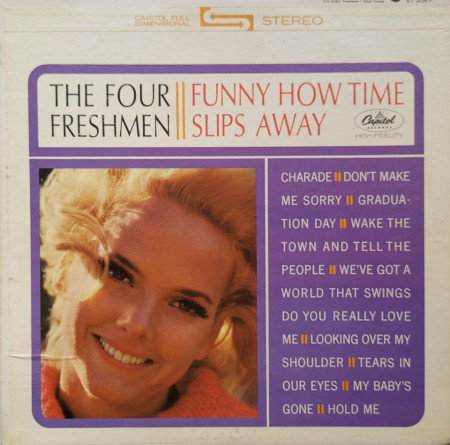 CAPITOL FULL DIMENSIONAL STEREO
THE FOUR FRESHMEN
FUNNY HOW TIME
SLIPS AWAY
Capitol
RECORDS
HIGH FIDELITY
CHARADE || DON'T MAKE
ME SORRY || GRADUA-
TION DAY || WAKE THE
TOWN AND TELL THE
PEOPLE || WE'VE GOT A
WORLD THAT SWINGS
DO YOU REALLY LOVE
ME || LOOKING OVER MY
SHOULDER || TEARS IN
OUR EYES || MY BABY'S
GONE || HOLD ME